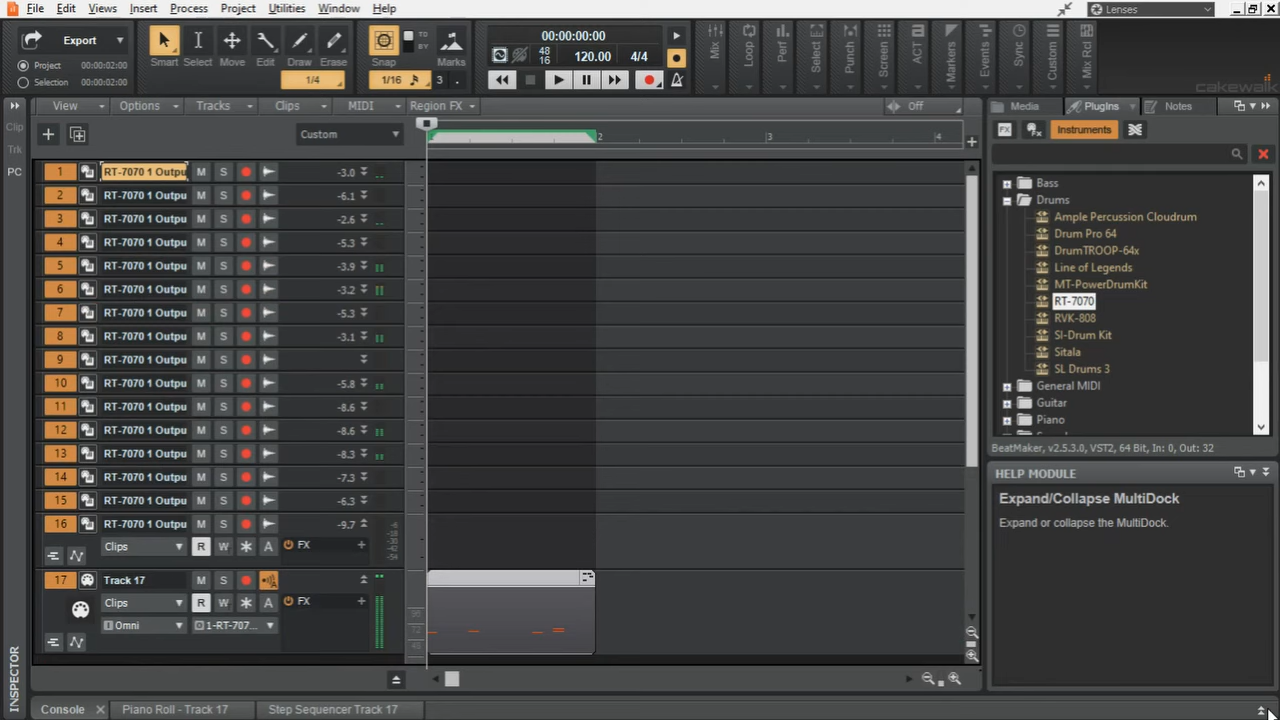 File Edit Views Insert Process Project Utilities Window Help Lenses
Export
Project 00:00:02:00
Selection 00:00:02:00
Smart Select Move Edit Draw Erase Snap TO BY Marks
1/4 1/16 3
00:00:00:00
48 16 120.00 4/4
Mix Loop Perf Select Punch Screen ACT Markers Events Sync Custom Mix Rcl
cakewalk
View Options Tracks Clips MIDI Region FX Off
Custom 2 3 4
Clip
Trk
PC
INSPECTOR
1 RT-7070 1 Outpu M S -3.0
2 RT-7070 1 Outpu M S -6.1
3 RT-7070 1 Outpu M S -2.6
4 RT-7070 1 Outpu M S -5.3
5 RT-7070 1 Outpu M S -3.9
6 RT-7070 1 Outpu M S -3.2
7 RT-7070 1 Outpu M S -5.3
8 RT-7070 1 Outpu M S -3.1
9 RT-7070 1 Outpu M S
10 RT-7070 1 Outpu M S -5.8
11 RT-7070 1 Outpu M S -8.6
12 RT-7070 1 Outpu M S -8.6
13 RT-7070 1 Outpu M S -8.3
14 RT-7070 1 Outpu M S -7.3
15 RT-7070 1 Outpu M S -6.3
16 RT-7070 1 Outpu M S -9.7
Clips R W A FX +
17 Track 17 M S
Clips R W A FX +
Omni 1-RT-707...
Media PlugIns Notes
FX Instruments
Bass
Drums
Ample Percussion Cloudrum
Drum Pro 64
DrumTROOP-64x
Line of Legends
MT-PowerDrumKit
RT-7070
RVK-808
SI-Drum Kit
Sitala
SL Drums 3
General MIDI
Guitar
Piano
BeatMaker, v2.5.3.0, VST2, 64 Bit, In: 0, Out: 32
HELP MODULE
Expand/Collapse MultiDock
Expand or collapse the MultiDock.
Console Piano Roll - Track 17 Step Sequencer Track 17